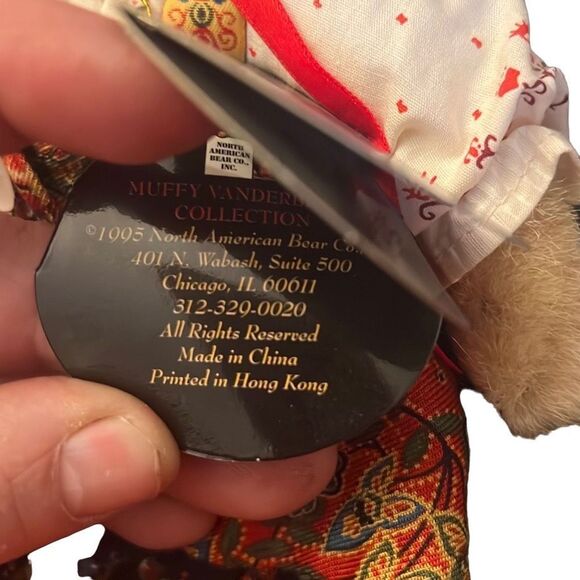 NORTH
AMERICAN
BEAR CO.,
INC.
MUFFY
COLLECTION
©1995 North American Bear Co.,
401 N. Wabash, Suite 500
Chicago, IL 60611
312-329-0020
All Rights Reserved
Made in China
Printed in Hong Kong